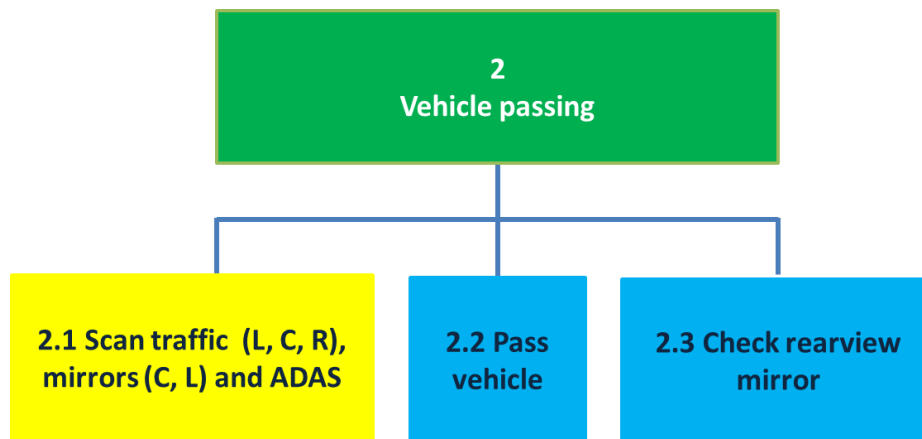 2
Vehicle passing
2.1 Scan traffic (L, C, R),
mirrors (C, L) and ADAS
2.2 Pass
vehicle
2.3 Check rearview
mirror